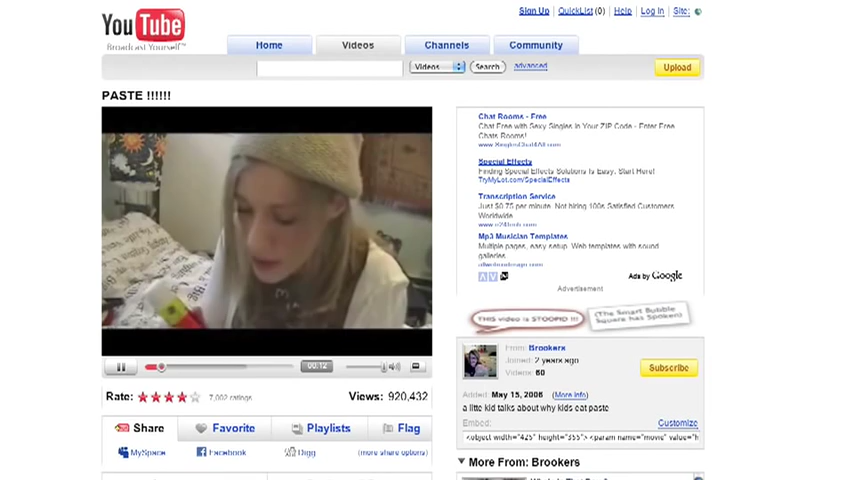 YouTube
Broadcast Yourself™
Sign Up | QuickList (0) | Help | Log In | Site:
Home
Videos
Channels
Community
Videos
Search
advanced
Upload
PASTE !!!!!!
Chat Rooms - Free
Chat Free with Sexy Singles in Your ZIP Code - Enter Free
Chats Rooms!
Special Effects
Finding Special Effects Solutions Is Easy. Start Here!
TryMyLot.com/SpecialEffects
Transcription Service
Just $0.75 per minute. Not hiring 100s Satisfied Customers
Worldwide
Mp3 Musician Templates
Multiple pages, easy setup. Web templates with sound
galleries
Ads by Google
Advertisement
THIS video is STOOPID !!!
(The Smart Bubble
Square has Spoken)
00:12
From: Brookers
Joined: 2 years ago
Videos: 60
Subscribe
Added: May 15, 2006 (More info)
a litte kid talks about why kids eat paste
Embed:
Customize
<object width="425" height="355"><param name="movie" value="h
Rate:
7,002 ratings
Views: 920,432
Share
Favorite
Playlists
Flag
MySpace
Facebook
Digg
(more share options)
More From: Brookers